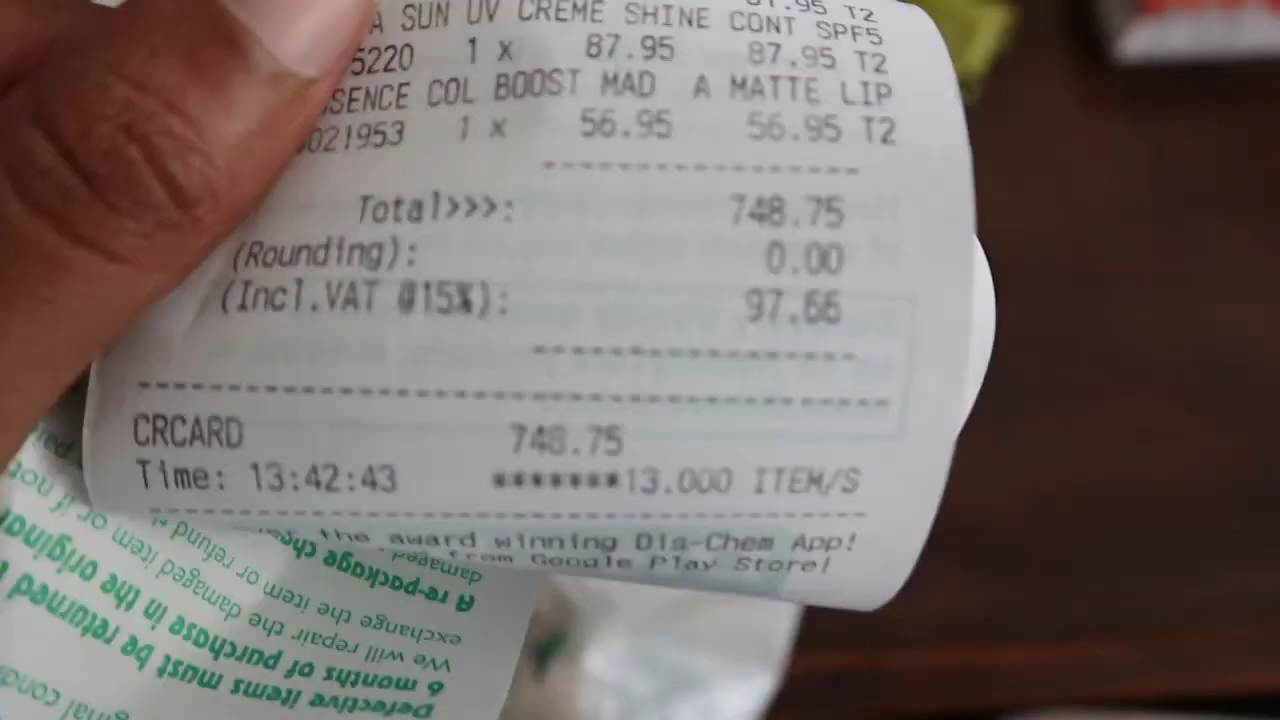 .95 T2
A SUN UV CREME SHINE CONT SPF5
5220 1 x 87.95 87.95 T2
SENCE COL BOOST MAD A MATTE LIP
021953 1 x 56.95 56.95 T2
Total>>>: 748.75
(Rounding): 0.00
(Incl.VAT @15%): 97.66
CRCARD 748.75
Time: 13:42:43 *******13.000 ITEM/S
the award winning Dis-Chem App!
from Google Play Store!
Defective items must be returned
6 months of purchase in the original
We will repair the damaged item or if not
exchange the item or refund
A re-package
damaged